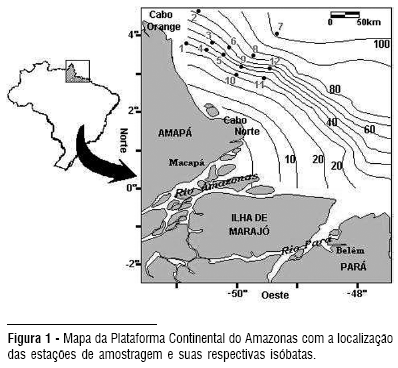 Cabo
Orange
4°
2°
0°
-2°
Norte
2
7
3
6
1
4
5
8
9
12
10
11
50km
100
80
60
40
20
20
10
AMAPÁ
Cabo
Norte
Macapá
Rio Amazonas
ILHA DE
MARAJÓ
Rio Pará
Belém
PARÁ
-50°
Oeste
-48°
Figura 1 - Mapa da Plataforma Continental do Amazonas com a localização
das estações de amostragem e suas respectivas isóbatas.